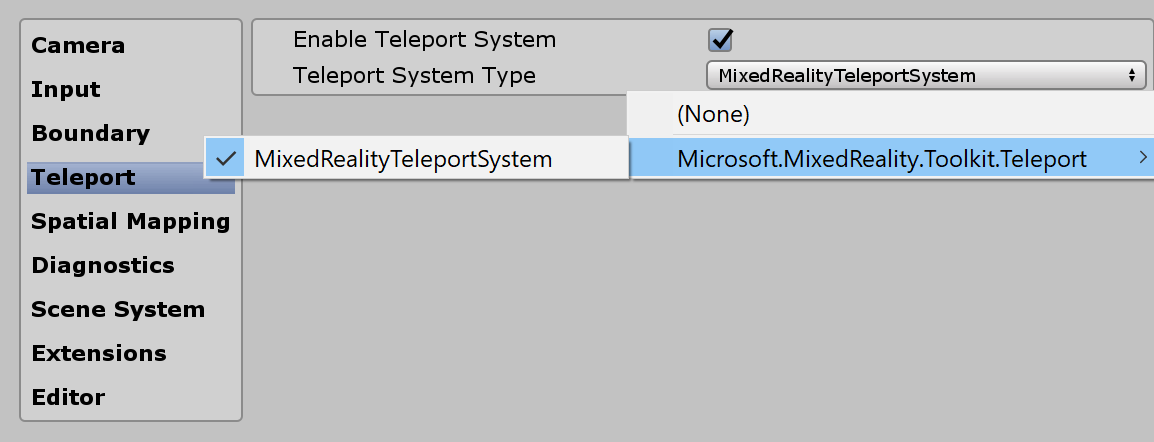 Camera
Input
Boundary
Teleport
Spatial Mapping
Diagnostics
Scene System
Extensions
Editor
Enable Teleport System
Teleport System Type
MixedRealityTeleportSystem
(None)
Microsoft.MixedReality.Toolkit.Teleport
MixedRealityTeleportSystem